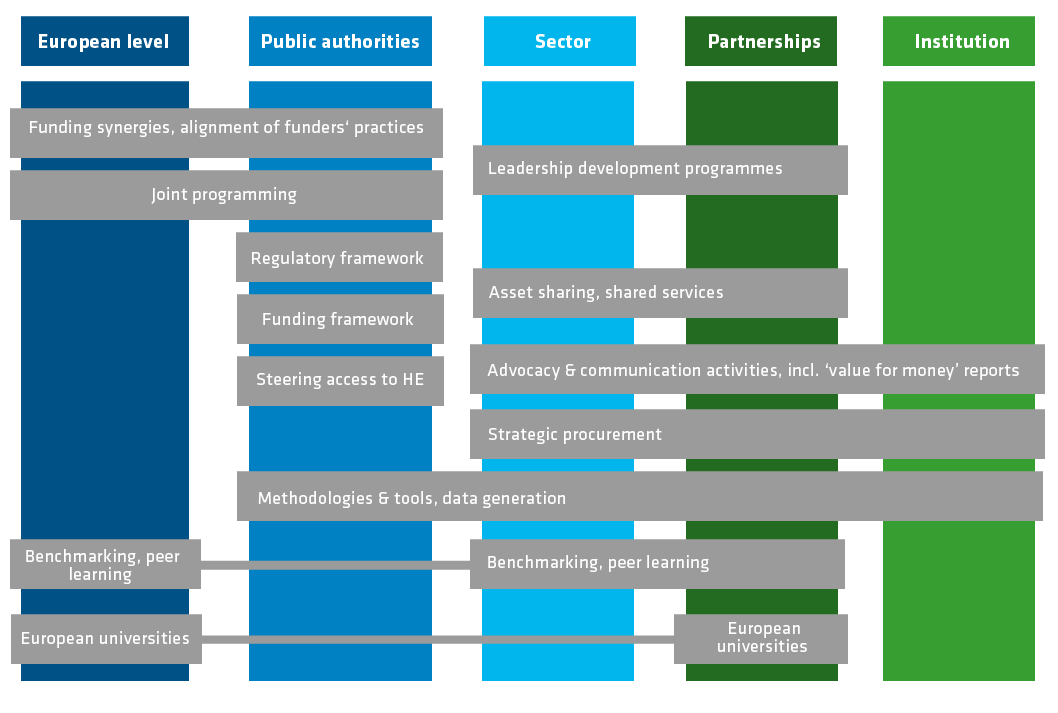 European level
Public authorities
Sector
Partnerships
Institution
Funding synergies, alignment of funders‘ practices
Leadership development programmes
Joint programming
Regulatory framework
Asset sharing, shared services
Funding framework
Steering access to HE
Advocacy & communication activities, incl. ‘value for money’ reports
Strategic procurement
Methodologies & tools, data generation
Benchmarking, peer
learning
Benchmarking, peer learning
European universities
European
universities